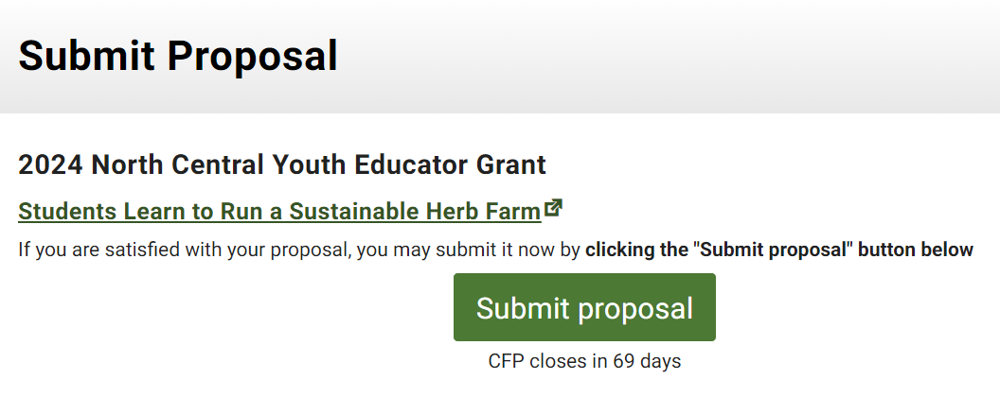 Submit Proposal
2024 North Central Youth Educator Grant
Students Learn to Run a Sustainable Herb Farm
If you are satisfied with your proposal, you may submit it now by clicking the "Submit proposal" button below
Submit proposal
CFP closes in 69 days